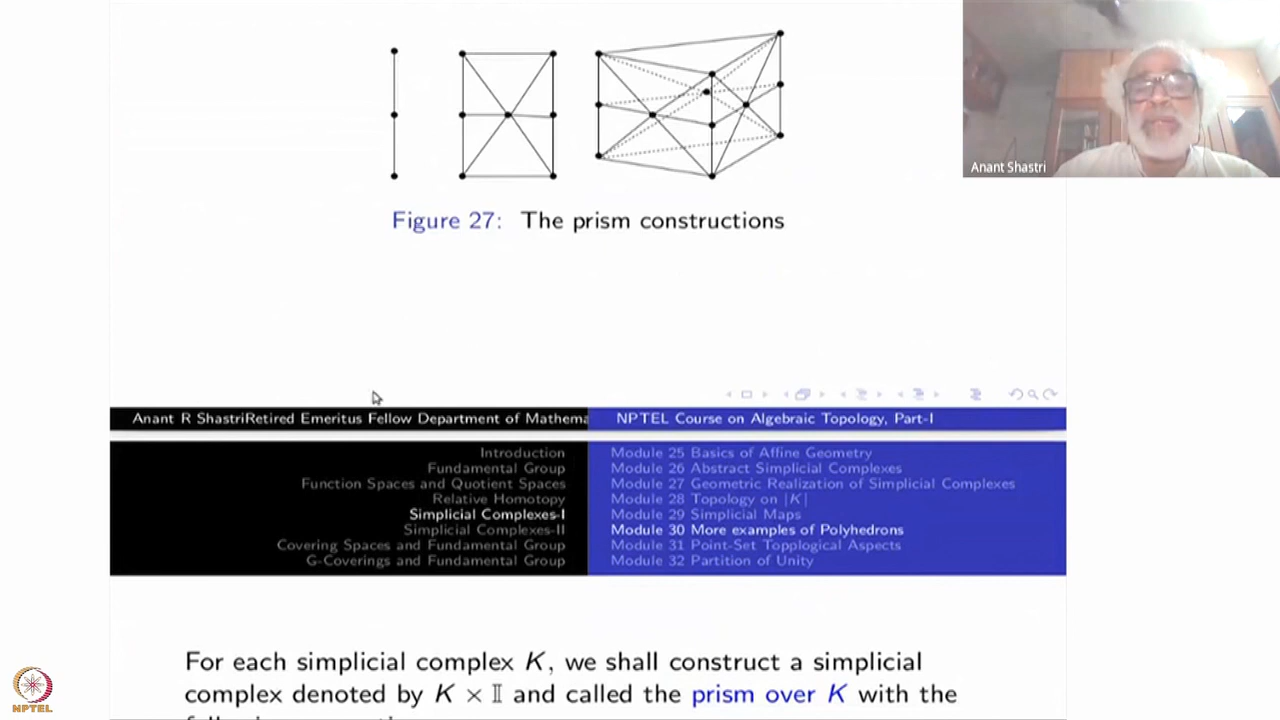 Anant Shastri
Figure 27: The prism constructions
Anant R ShastriRetired Emeritus Fellow Department of Mathema
NPTEL Course on Algebraic Topology, Part-I
Introduction
Fundamental Group
Function Spaces and Quotient Spaces
Relative Homotopy
Simplicial Complexes-I
Simplicial Complexes-II
Covering Spaces and Fundamental Group
G-Coverings and Fundamental Group
Module 25 Basics of Affine Geometry
Module 26 Abstract Simplicial Complexes
Module 27 Geometric Realization of Simplicial Complexes
Module 28 Topology on |K|
Module 29 Simplicial Maps
Module 30 More examples of Polyhedrons
Module 31 Point-Set Topplogical Aspects
Module 32 Partition of Unity
For each simplicial complex K, we shall construct a simplicial
complex denoted by K × 𝕀 and called the prism over K with the
NPTEL